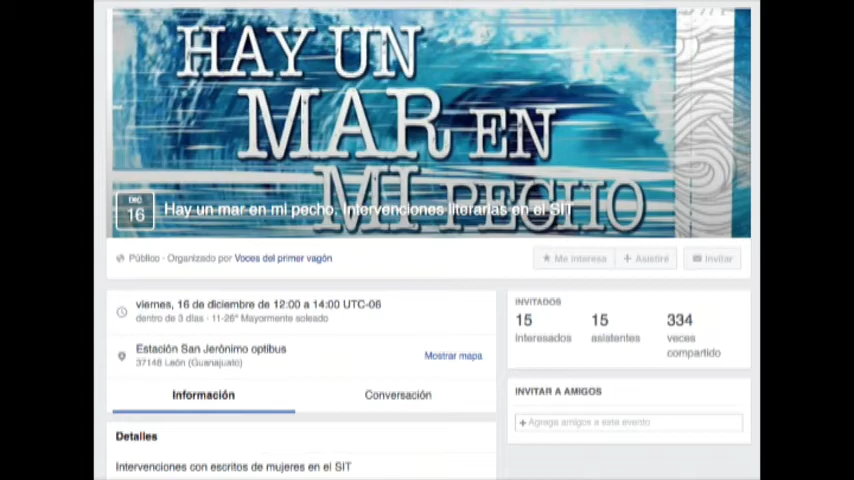 HAY UN
MAR EN
MI PECHO
DIC
16
Hay un mar en mi pecho. Intervenciones literarias en el SIT
Público · Organizado por Voces del primer vagón
Me interesa
Asistiré
Invitar
viernes, 16 de diciembre de 12:00 a 14:00 UTC-06
dentro de 3 días · 11-26° Mayormente soleado
Estación San Jerónimo optibus
37148 León (Guanajuato)
Mostrar mapa
Información
Conversación
Detalles
Intervenciones con escritos de mujeres en el SIT
INVITADOS
15
interesados
15
asistentes
334
veces
compartido
INVITAR A AMIGOS
+ Agrega amigos a este evento